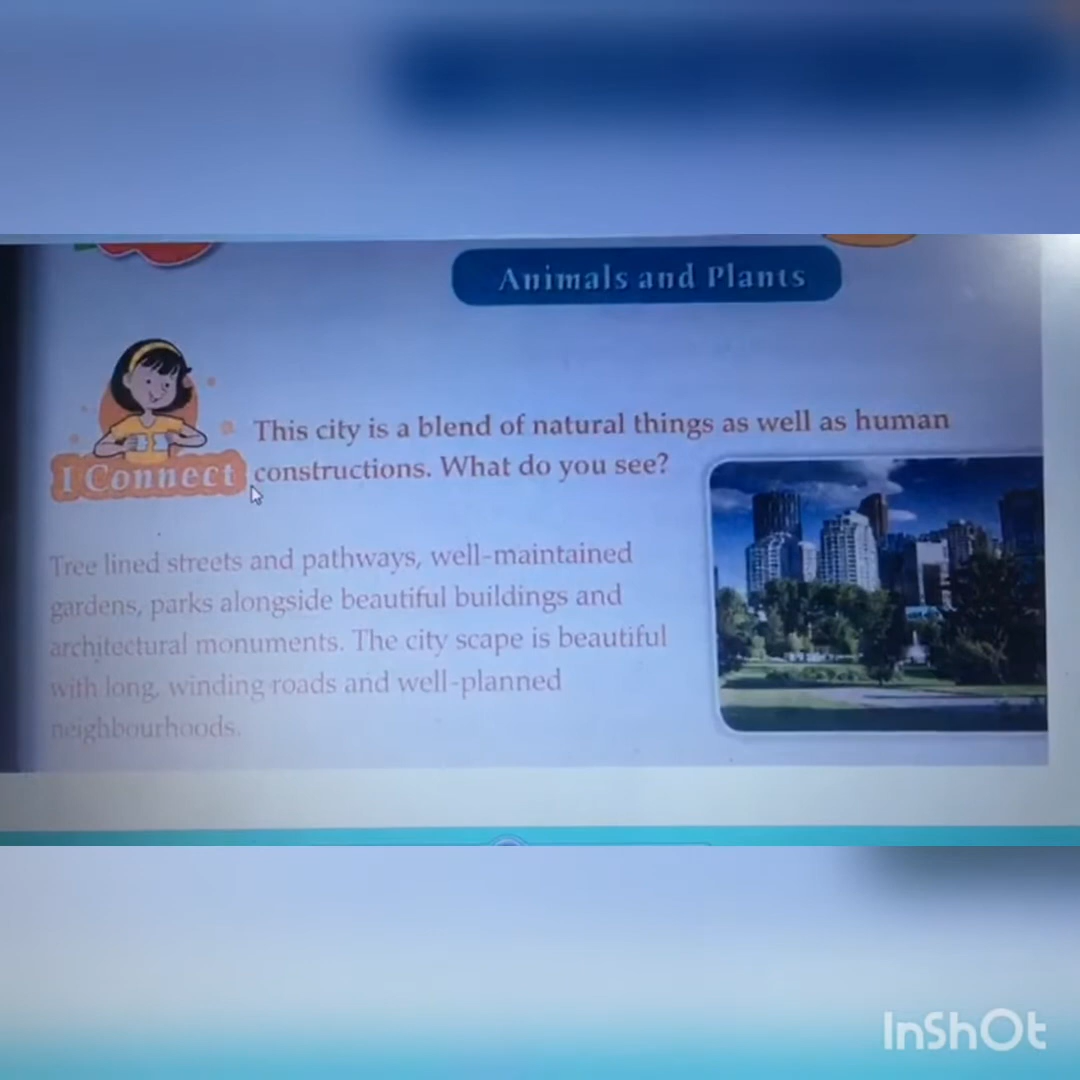 Animals and Plants
This city is a blend of natural things as well as human
I Connect constructions. What do you see?
Tree lined streets and pathways, well-maintained
gardens, parks alongside beautiful buildings and
architectural monuments. The city scape is beautiful
with long, winding roads and well-planned
neighbourhoods.
InShOt